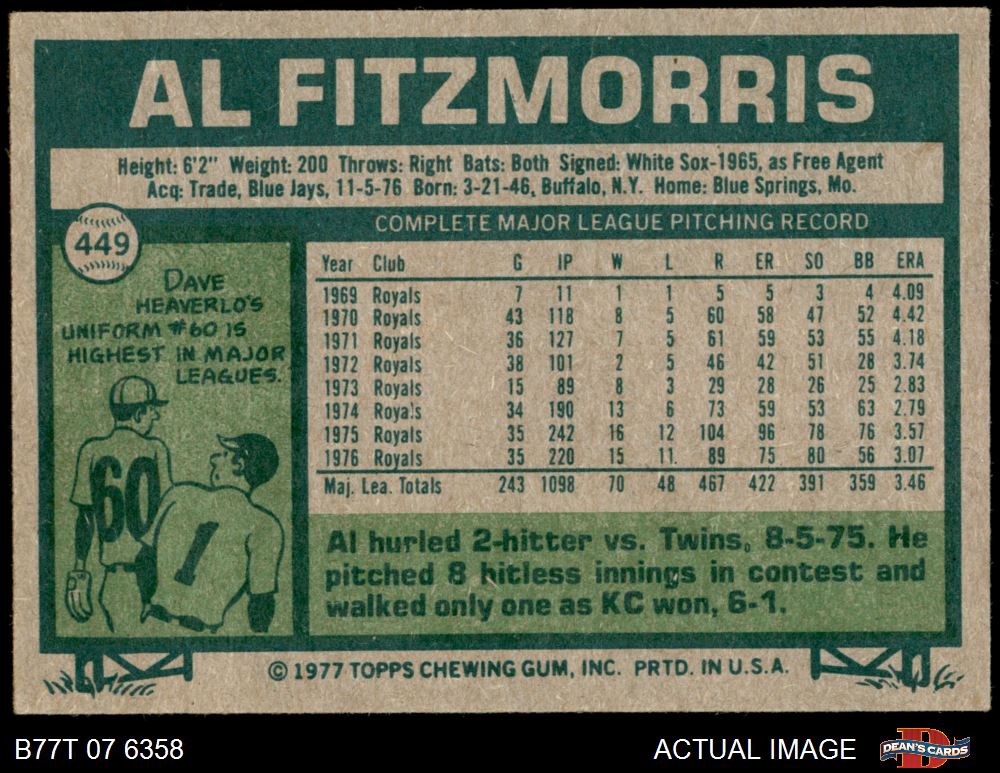 AL FITZMORRIS
Height: 6'2" Weight: 200 Throws: Right Bats: Both Signed: White Sox-1965, as Free Agent
Acq: Trade, Blue Jays, 11-5-76 Born: 3-21-46, Buffalo, N.Y. Home: Blue Springs, Mo.
449
DAVE
HEAVERLO'S
UNIFORM #60 IS
HIGHEST IN MAJOR
LEAGUES.
60
1
COMPLETE MAJOR LEAGUE PITCHING RECORD
Year Club G IP W L R ER SO BB ERA
1969 Royals 7 11 1 1 5 5 3 4 4.09
1970 Royals 43 118 8 5 60 58 47 52 4.42
1971 Royals 36 127 7 5 61 59 53 55 4.18
1972 Royals 38 101 2 5 46 42 51 28 3.74
1973 Royals 15 89 8 3 29 28 26 25 2.83
1974 Royals 34 190 13 6 73 59 53 63 2.79
1975 Royals 35 242 16 12 104 96 78 76 3.57
1976 Royals 35 220 15 11. 89 75 80 56 3.07
Maj. Lea. Totals 243 1098 70 48 467 422 391 359 3.46
Al hurled 2-hitter vs. Twins, 8-5-75. He
pitched 8 hitless innings in contest and
walked only one as KC won, 6-1.
© 1977 TOPPS CHEWING GUM, INC. PRTD. IN U.S.A.
B77T 07 6358
ACTUAL IMAGE
DEAN'S CARDS